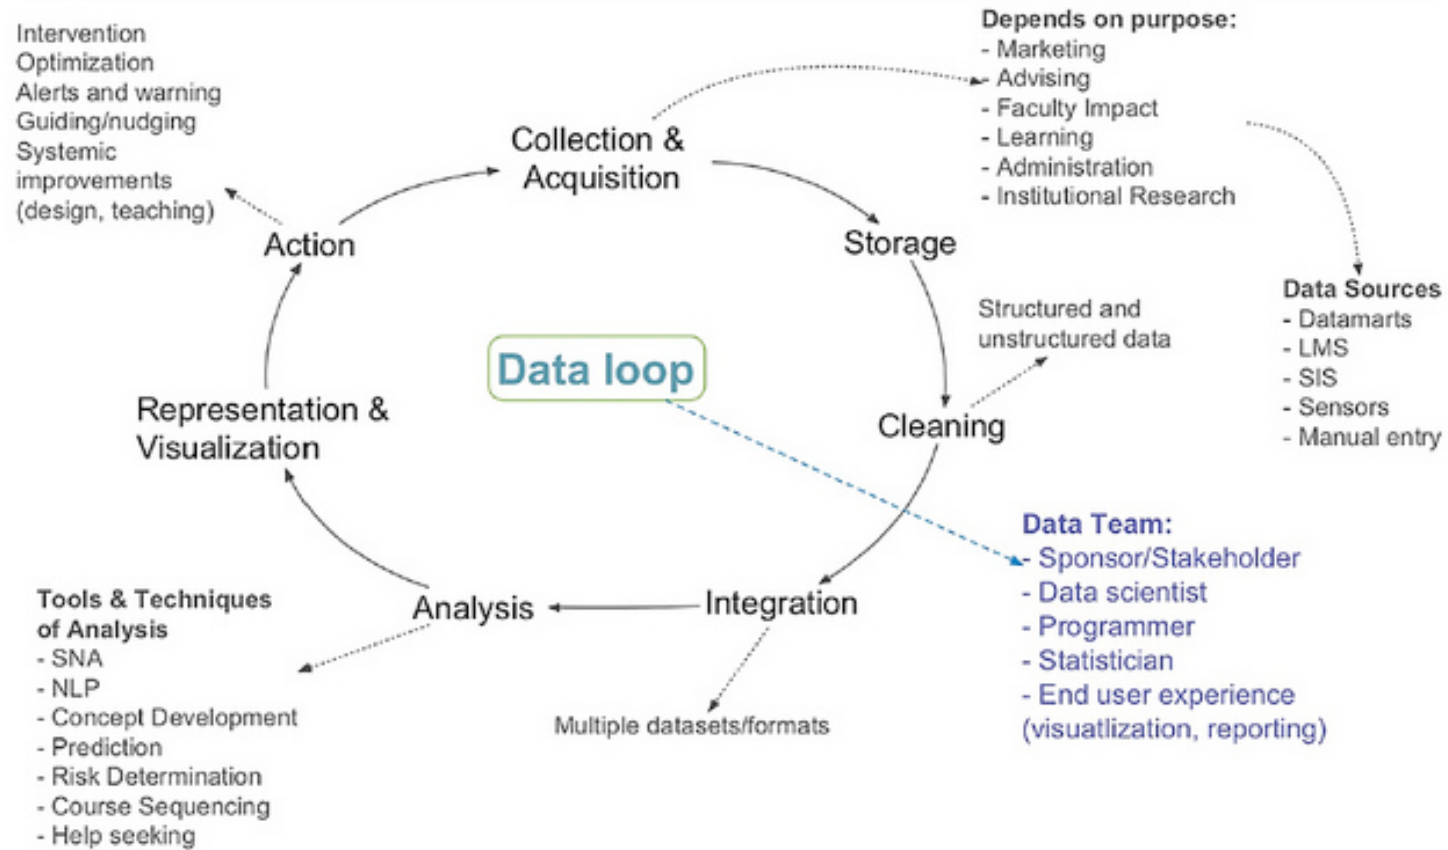 Intervention
Optimization
Alerts and warning
Guiding/nudging
Systemic
improvements
(design, teaching)
Collection &
Acquisition
Depends on purpose:
- Marketing
- Advising
- Faculty Impact
- Learning
- Administration
- Institutional Research
Action
Storage
Data Sources
- Datamarts
- LMS
- SIS
- Sensors
- Manual entry
Structured and
unstructured data
Data loop
Representation &
Visualization
Cleaning
Data Team:
- Sponsor/Stakeholder
- Data scientist
- Programmer
- Statistician
- End user experience
(visuatlization, reporting)
Analysis
Integration
Tools & Techniques
of Analysis
- SNA
- NLP
- Concept Development
- Prediction
- Risk Determination
- Course Sequencing
- Help seeking
Multiple datasets/formats